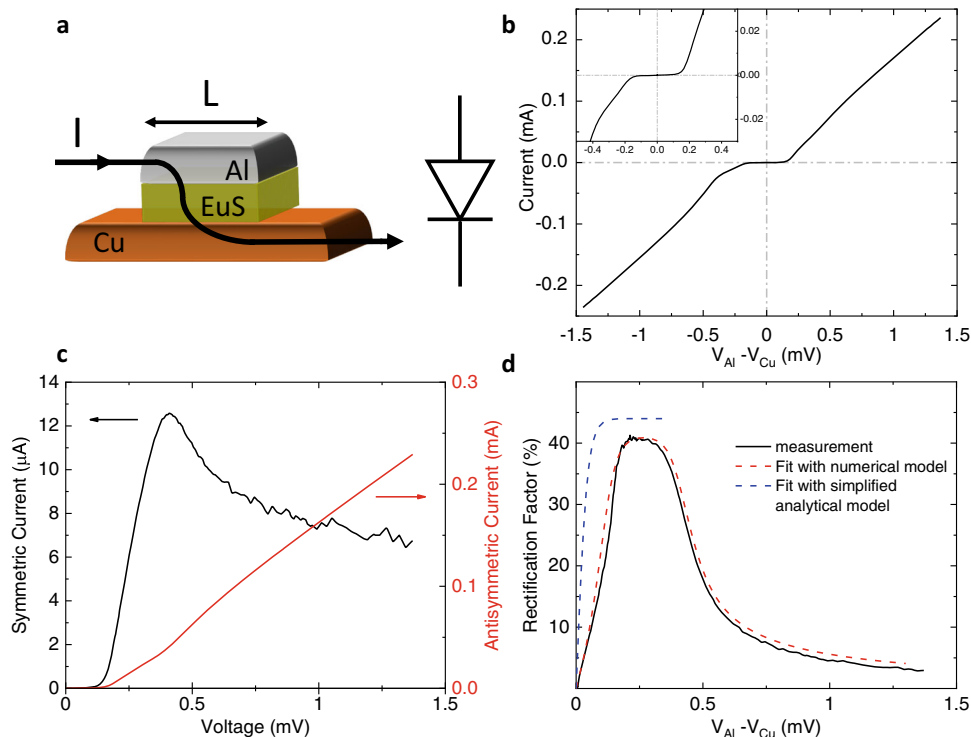 a
L
I
Al
EuS
Cu
b
Current (mA)
0.2
0.1
0.0
-0.1
-0.2
-1.5 -1.0 -0.5 0 0.5 1.0 1.5
V_Al -V_Cu (mV)
0.02
0.00
-0.02
-0.4 -0.2 0.0 0.2 0.4
c
Symmetric Current (µA)
14
12
10
8
6
4
2
0
0 0.5 1 1.5
Voltage (mV)
0.3
0.2
0.1
0.0
Antisymmetric Current (mA)
d
Rectification Factor (%)
40
30
20
10
0 0.5 1 1.5
V_Al -V_Cu (mV)
measurement
Fit with numerical model
Fit with simplified
analytical model